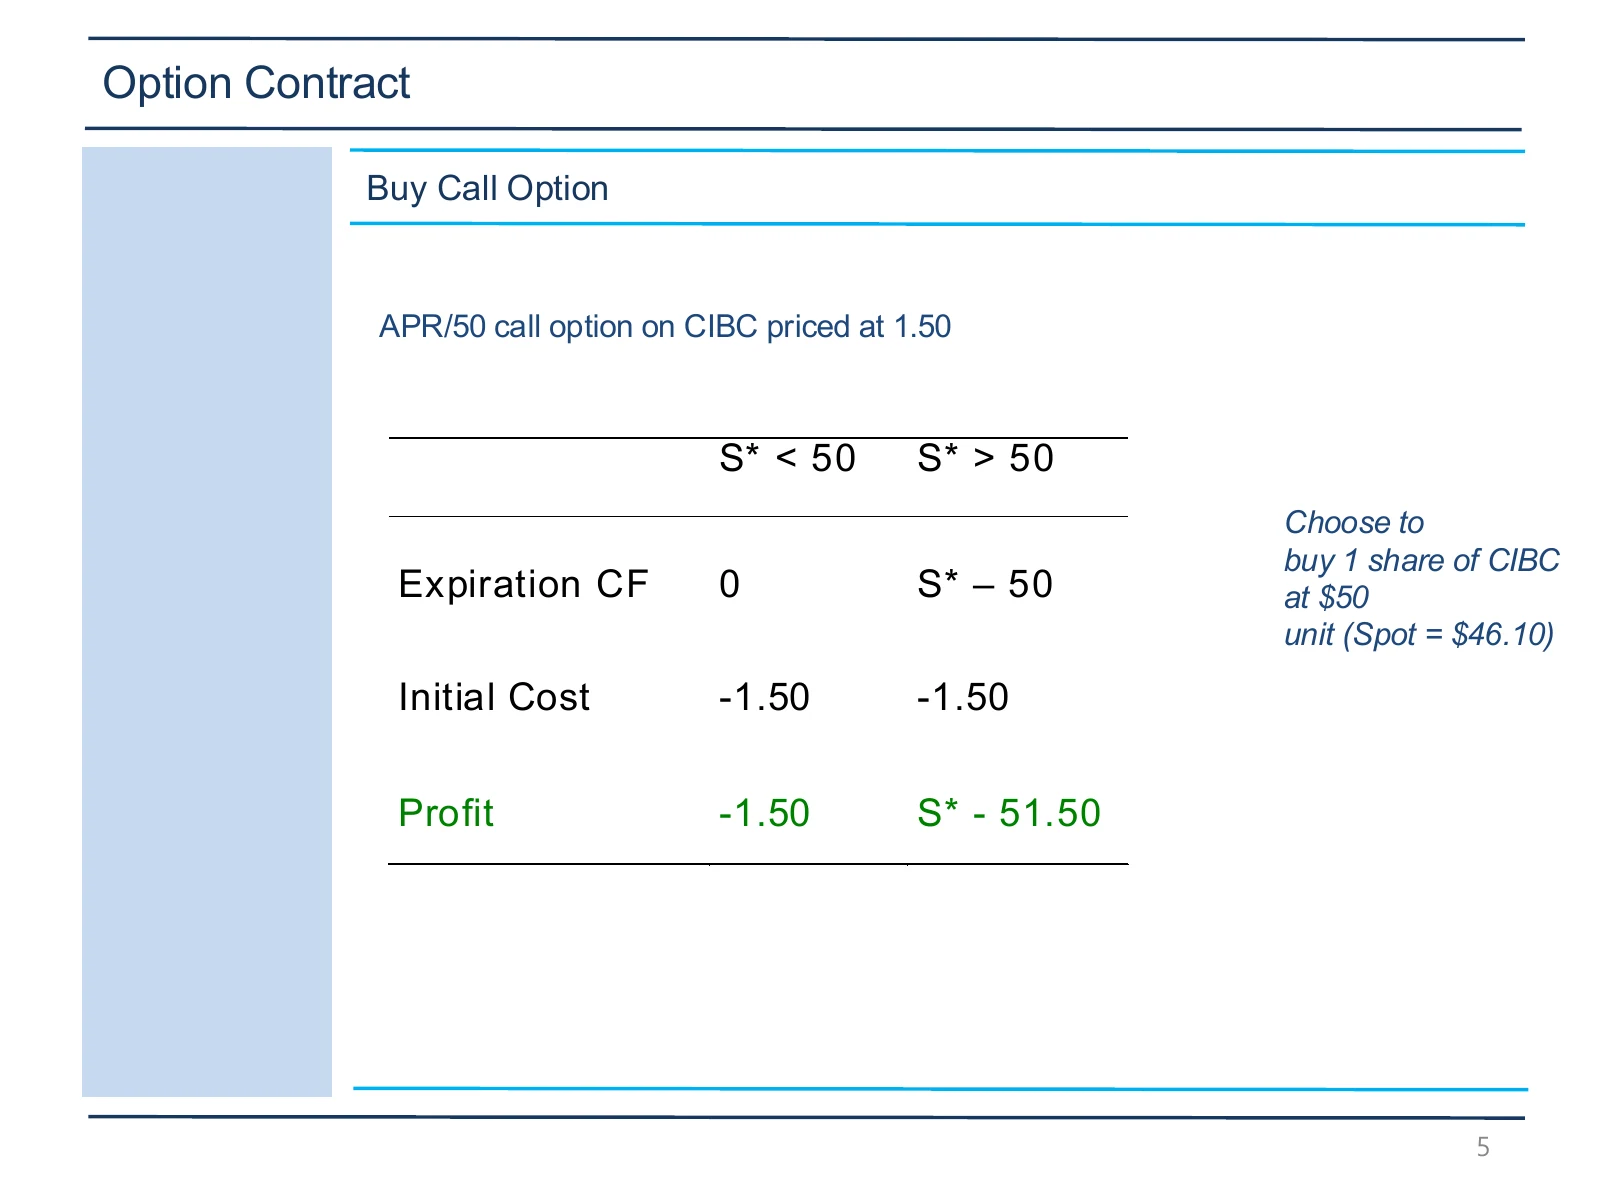 Option Contract
Buy Call Option
APR/50 call option on CIBC priced at 1.50
S* < 50 S* > 50
Expiration CF 0 S* – 50
Initial Cost -1.50 -1.50
Profit -1.50 S* - 51.50
Choose to
buy 1 share of CIBC
at $50
unit (Spot = $46.10)
5